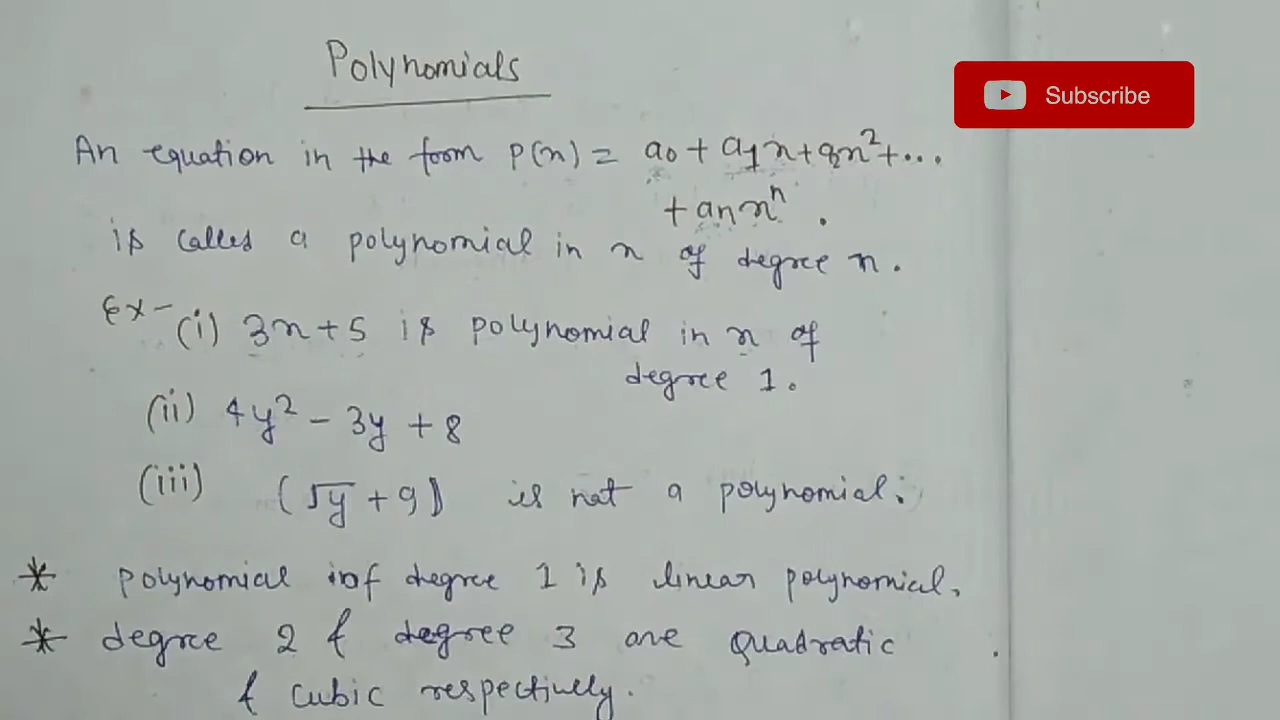 Polynomials
Subscribe
An equation in the form P(x) = a₀ + a₁x + a₂x² + ...
+ aₙxⁿ .
is called a polynomial in x of degree n.
Ex- (i) 3x + 5 is polynomial in x of
degree 1.
(ii) 4y² - 3y + 8
(iii) (√y + 9) is not a polynomial.
* polynomial of degree 1 is linear polynomial.
* degree 2 & degree 3 are quadratic
& cubic respectively.